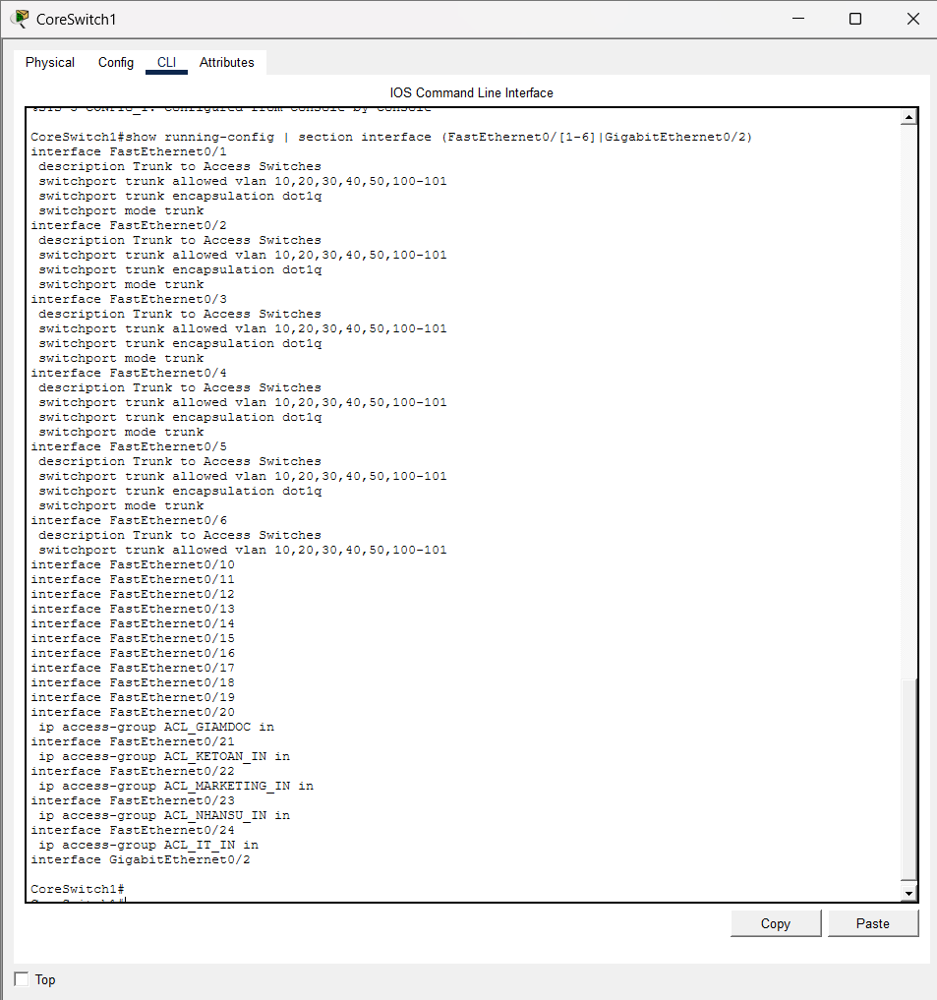 CoreSwitch1
Physical Config CLI Attributes
IOS Command Line Interface
CoreSwitch1#show running-config | section interface (FastEthernet0/[1-6]|GigabitEthernet0/2)
interface FastEthernet0/1
 description Trunk to Access Switches
 switchport trunk allowed vlan 10,20,30,40,50,100-101
 switchport trunk encapsulation dot1q
 switchport mode trunk
interface FastEthernet0/2
 description Trunk to Access Switches
 switchport trunk allowed vlan 10,20,30,40,50,100-101
 switchport trunk encapsulation dot1q
 switchport mode trunk
interface FastEthernet0/3
 description Trunk to Access Switches
 switchport trunk allowed vlan 10,20,30,40,50,100-101
 switchport trunk encapsulation dot1q
 switchport mode trunk
interface FastEthernet0/4
 description Trunk to Access Switches
 switchport trunk allowed vlan 10,20,30,40,50,100-101
 switchport trunk encapsulation dot1q
 switchport mode trunk
interface FastEthernet0/5
 description Trunk to Access Switches
 switchport trunk allowed vlan 10,20,30,40,50,100-101
 switchport trunk encapsulation dot1q
 switchport mode trunk
interface FastEthernet0/6
 description Trunk to Access Switches
 switchport trunk allowed vlan 10,20,30,40,50,100-101
interface FastEthernet0/10
interface FastEthernet0/11
interface FastEthernet0/12
interface FastEthernet0/13
interface FastEthernet0/14
interface FastEthernet0/15
interface FastEthernet0/16
interface FastEthernet0/17
interface FastEthernet0/18
interface FastEthernet0/19
interface FastEthernet0/20
 ip access-group ACL_GIAMDOC in
interface FastEthernet0/21
 ip access-group ACL_KETOAN_IN in
interface FastEthernet0/22
 ip access-group ACL_MARKETING_IN in
interface FastEthernet0/23
 ip access-group ACL_NHANSU_IN in
interface FastEthernet0/24
 ip access-group ACL_IT_IN in
interface GigabitEthernet0/2
CoreSwitch1#
Copy Paste
Top